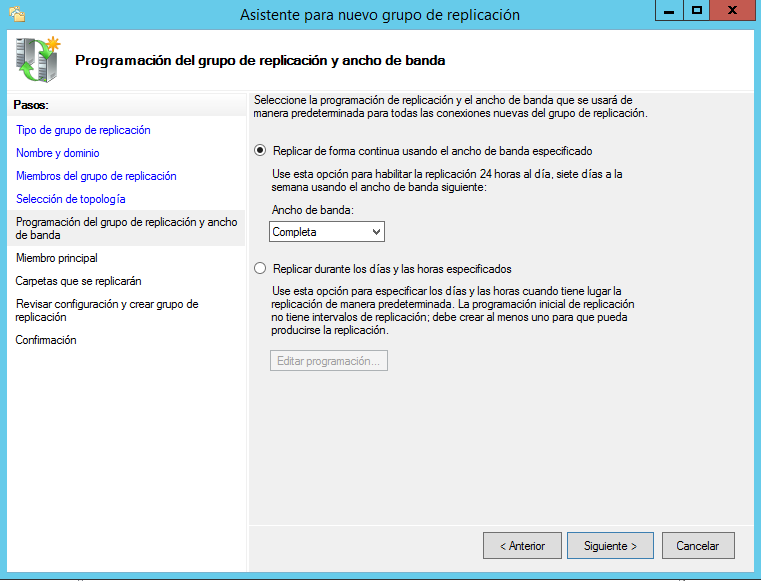 Asistente para nuevo grupo de replicación
Programación del grupo de replicación y ancho de banda
Pasos:
Tipo de grupo de replicación
Nombre y dominio
Miembros del grupo de replicación
Selección de topología
Programación del grupo de replicación y ancho
de banda
Miembro principal
Carpetas que se replicarán
Revisar configuración y crear grupo de
replicación
Confirmación
Seleccione la programación de replicación y el ancho de banda que se usará de
manera predeterminada para todas las conexiones nuevas del grupo de replicación.
Replicar de forma continua usando el ancho de banda especificado
Use esta opción para habilitar la replicación 24 horas al día, siete días a la
semana usando el ancho de banda siguiente:
Ancho de banda:
Completa
Replicar durante los días y las horas especificados
Use esta opción para especificar los días y las horas cuando tiene lugar la
replicación de manera predeterminada. La programación inicial de replicación
no tiene intervalos de replicación; debe crear al menos uno para que pueda
producirse la replicación.
Editar programación...
< Anterior
Siguiente >
Cancelar